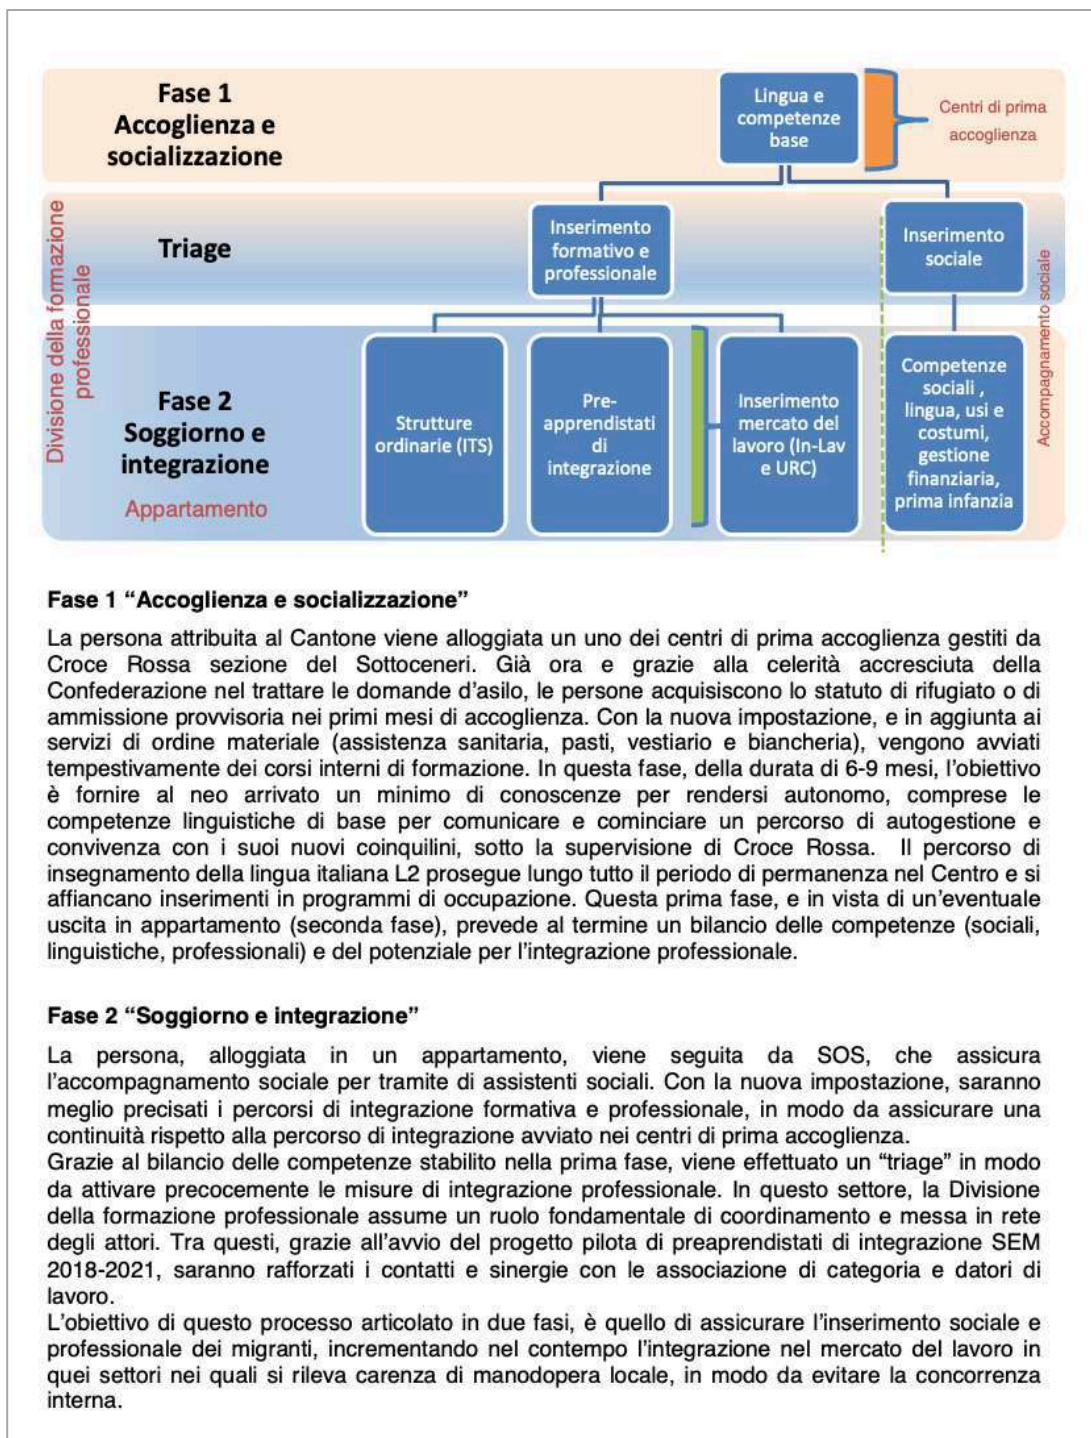 Fase 1
Accoglienza e
socializzazione
Lingua e
competenze
base
Centri di prima
accoglienza
Divisione della formazione
professionale
Triage
Inserimento
formativo e
professionale
Inserimento
sociale
Accompagnamento sociale
Fase 2
Soggiorno e
integrazione
Appartamento
Strutture
ordinarie (ITS)
Pre-
apprendistati
di
integrazione
Inserimento
mercato del
lavoro (In-Lav
e URC)
Competenze
sociali ,
lingua, usi e
costumi,
gestione
finanziaria,
prima infanzia
Fase 1 “Accoglienza e socializzazione”
La persona attribuita al Cantone viene alloggiata un uno dei centri di prima accoglienza gestiti da
Croce Rossa sezione del Sottoceneri. Già ora e grazie alla celerità accresciuta della
Confederazione nel trattare le domande d’asilo, le persone acquisiscono lo statuto di rifugiato o di
ammissione provvisoria nei primi mesi di accoglienza. Con la nuova impostazione, e in aggiunta ai
servizi di ordine materiale (assistenza sanitaria, pasti, vestiario e biancheria), vengono avviati
tempestivamente dei corsi interni di formazione. In questa fase, della durata di 6-9 mesi, l’obiettivo
è fornire al neo arrivato un minimo di conoscenze per rendersi autonomo, comprese le
competenze linguistiche di base per comunicare e cominciare un percorso di autogestione e
convivenza con i suoi nuovi coinquilini, sotto la supervisione di Croce Rossa. Il percorso di
insegnamento della lingua italiana L2 prosegue lungo tutto il periodo di permanenza nel Centro e si
affiancano inserimenti in programmi di occupazione. Questa prima fase, e in vista di un’eventuale
uscita in appartamento (seconda fase), prevede al termine un bilancio delle competenze (sociali,
linguistiche, professionali) e del potenziale per l’integrazione professionale.
Fase 2 “Soggiorno e integrazione”
La persona, alloggiata in un appartamento, viene seguita da SOS, che assicura
l’accompagnamento sociale per tramite di assistenti sociali. Con la nuova impostazione, saranno
meglio precisati i percorsi di integrazione formativa e professionale, in modo da assicurare una
continuità rispetto alla percorso di integrazione avviato nei centri di prima accoglienza.
Grazie al bilancio delle competenze stabilito nella prima fase, viene effettuato un “triage” in modo
da attivare precocemente le misure di integrazione professionale. In questo settore, la Divisione
della formazione professionale assume un ruolo fondamentale di coordinamento e messa in rete
degli attori. Tra questi, grazie all’avvio del progetto pilota di preaprendistati di integrazione SEM
2018-2021, saranno rafforzati i contatti e sinergie con le associazione di categoria e datori di
lavoro.
L’obiettivo di questo processo articolato in due fasi, è quello di assicurare l’inserimento sociale e
professionale dei migranti, incrementando nel contempo l’integrazione nel mercato del lavoro in
quei settori nei quali si rileva carenza di manodopera locale, in modo da evitare la concorrenza
interna.